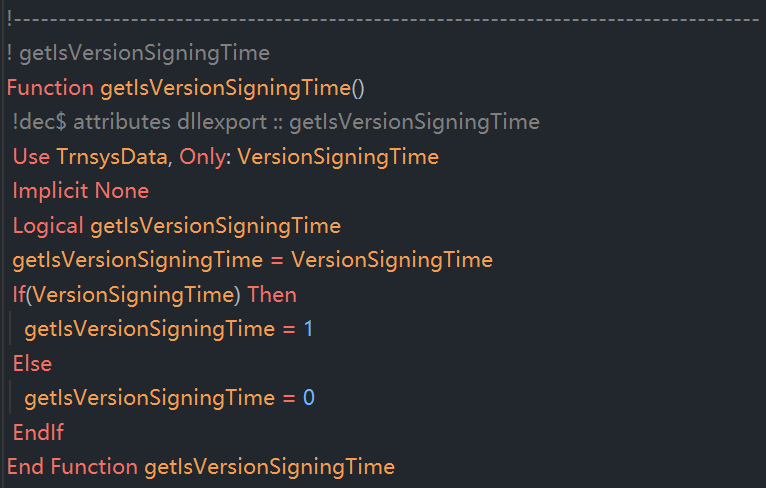 !-----------------------------------------------------------------------------
! getIsVersionSigningTime
Function getIsVersionSigningTime()
!dec$ attributes dllexport :: getIsVersionSigningTime
Use TrnsysData, Only: VersionSigningTime
Implicit None
Logical getIsVersionSigningTime
getIsVersionSigningTime = VersionSigningTime
If(VersionSigningTime) Then
getIsVersionSigningTime = 1
Else
getIsVersionSigningTime = 0
EndIf
End Function getIsVersionSigningTime